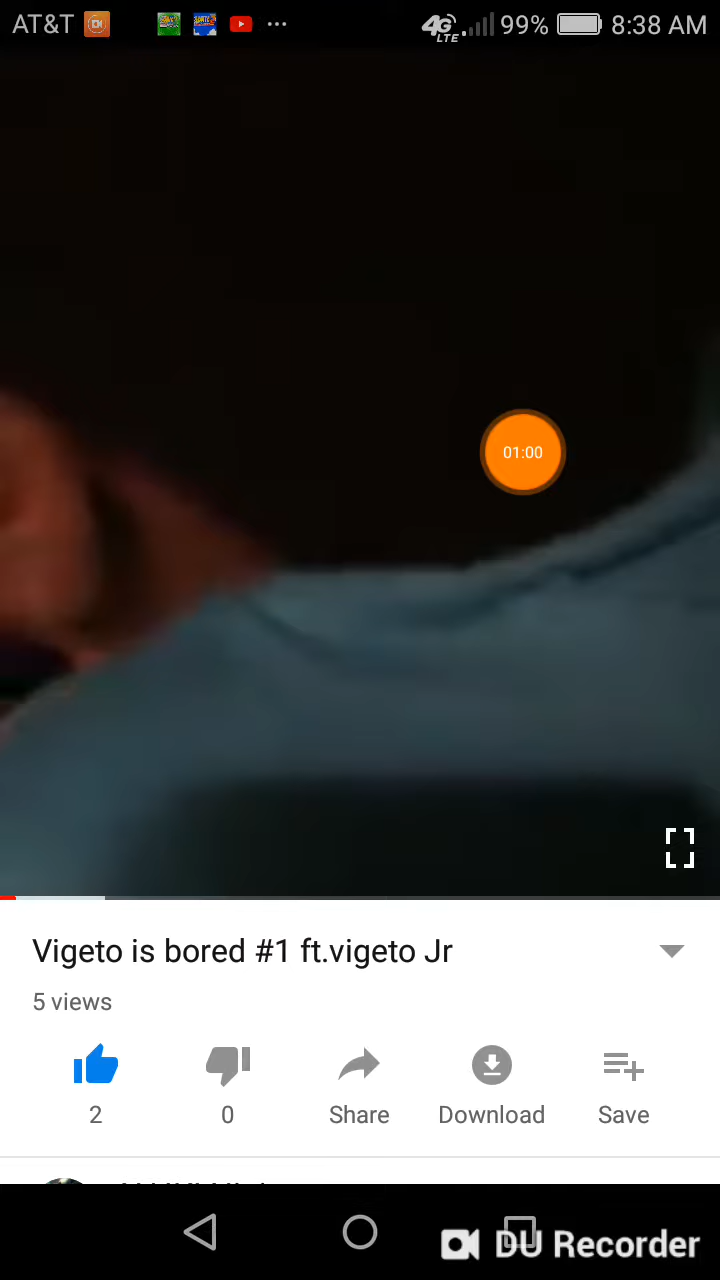 AT&T 4G LTE 99% 8:38 AM
01:00
Vigeto is bored #1 ft.vigeto Jr
5 views
2 0 Share Download Save
DU Recorder